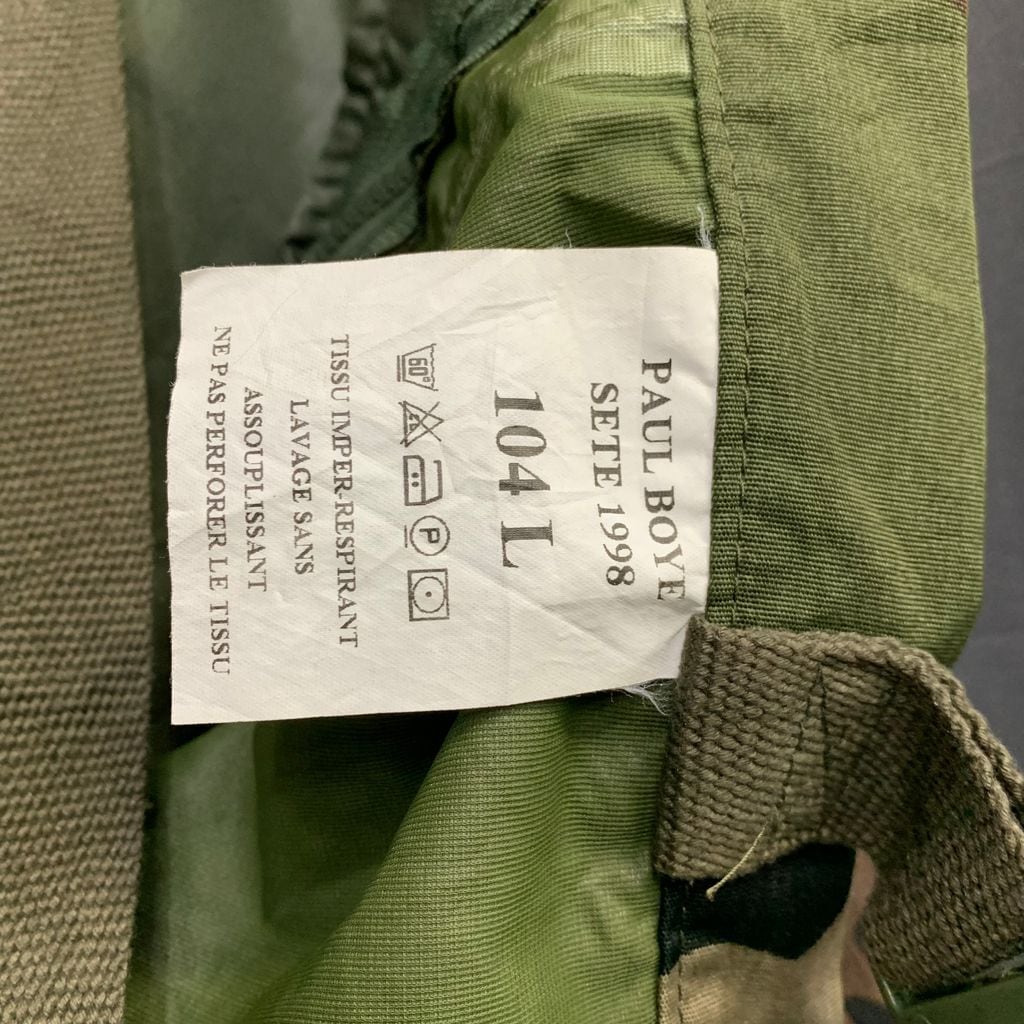 PAUL BOYE
SETE 1998
104 L
60°
P
TISSU IMPER-RESPIRANT
LAVAGE SANS
ASSOUPLISSANT
NE PAS PERFORER LE TISSU